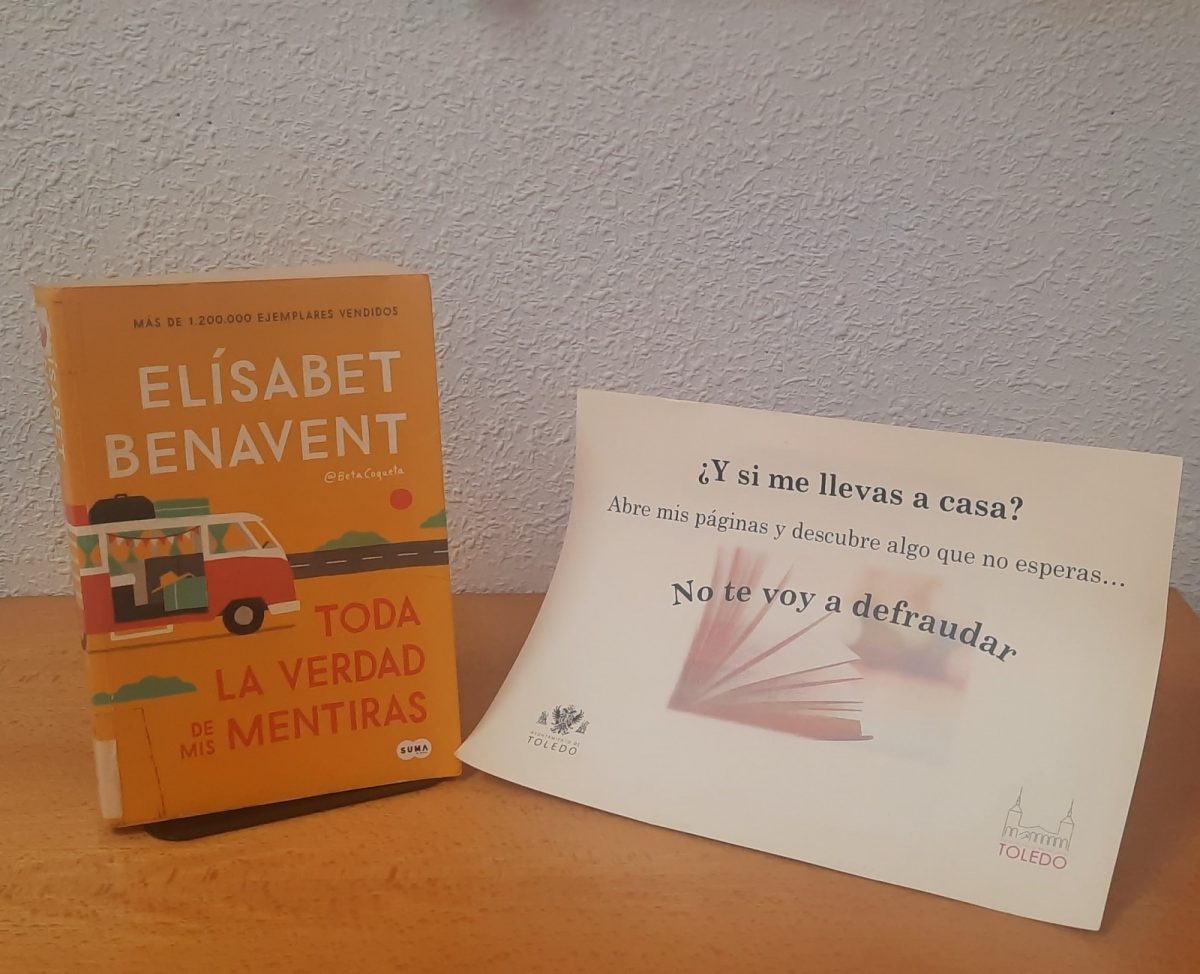 MÁS DE 1.200.000 EJEMPLARES VENDIDOS
ELÍSABET
BENAVENT
@BetaCoqueta
TODA
LA VERDAD
DE MIS MENTIRAS
SUMA
¿Y si me llevas a casa?
Abre mis páginas y descubre algo que no esperas...
No te voy a defraudar
AYUNTAMIENTO DE
TOLEDO
TOLEDO